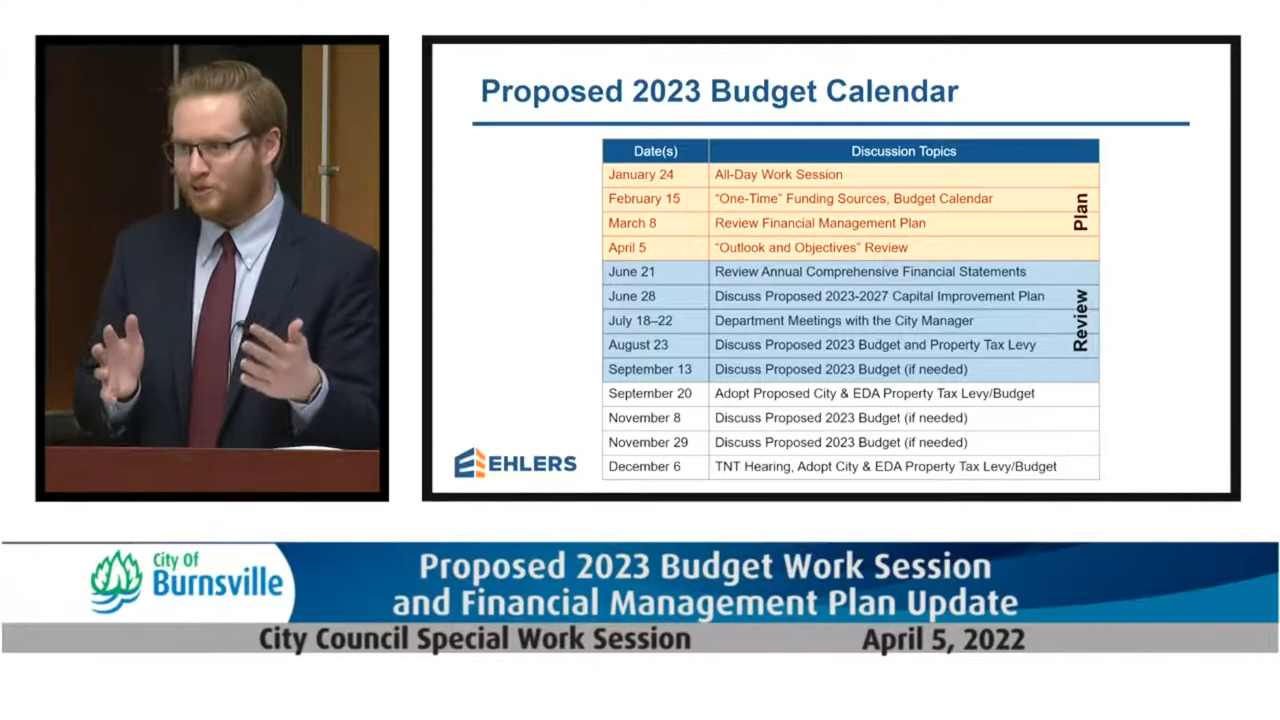 Proposed 2023 Budget Calendar
Date(s) Discussion Topics
January 24 All-Day Work Session
February 15 “One-Time” Funding Sources, Budget Calendar
March 8 Review Financial Management Plan
April 5 “Outlook and Objectives” Review
Plan
June 21 Review Annual Comprehensive Financial Statements
June 28 Discuss Proposed 2023-2027 Capital Improvement Plan
July 18–22 Department Meetings with the City Manager
August 23 Discuss Proposed 2023 Budget and Property Tax Levy
September 13 Discuss Proposed 2023 Budget (if needed)
Review
September 20 Adopt Proposed City & EDA Property Tax Levy/Budget
November 8 Discuss Proposed 2023 Budget (if needed)
November 29 Discuss Proposed 2023 Budget (if needed)
December 6 TNT Hearing, Adopt City & EDA Property Tax Levy/Budget
EHLERS
City Of
Burnsville
Proposed 2023 Budget Work Session
and Financial Management Plan Update
City Council Special Work Session April 5, 2022